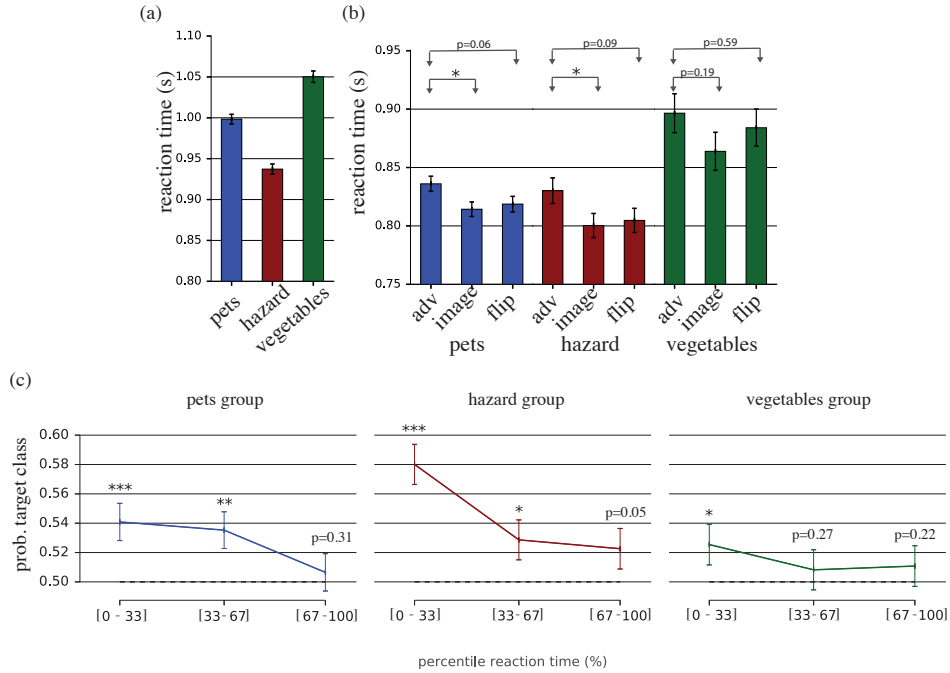 (a)
1.10
1.05
1.00
0.95
0.90
0.85
0.80
reaction time (s)
pets
hazard
vegetables
(b)
0.95
0.90
0.85
0.80
0.75
reaction time (s)
p=0.06
*
p=0.09
*
p=0.59
p=0.19
adv
image
flip
adv
image
flip
adv
image
flip
pets
hazard
vegetables
(c)
pets group
hazard group
vegetables group
prob. target class
0.60
0.58
0.56
0.54
0.52
0.50
***
**
p=0.31
***
*
p=0.05
*
p=0.27
p=0.22
[0 - 33]
[33-67]
[67-100]
[0 - 33]
[33-67]
[67-100]
[0 - 33]
[33-67]
[67-100]
percentile reaction time (%)